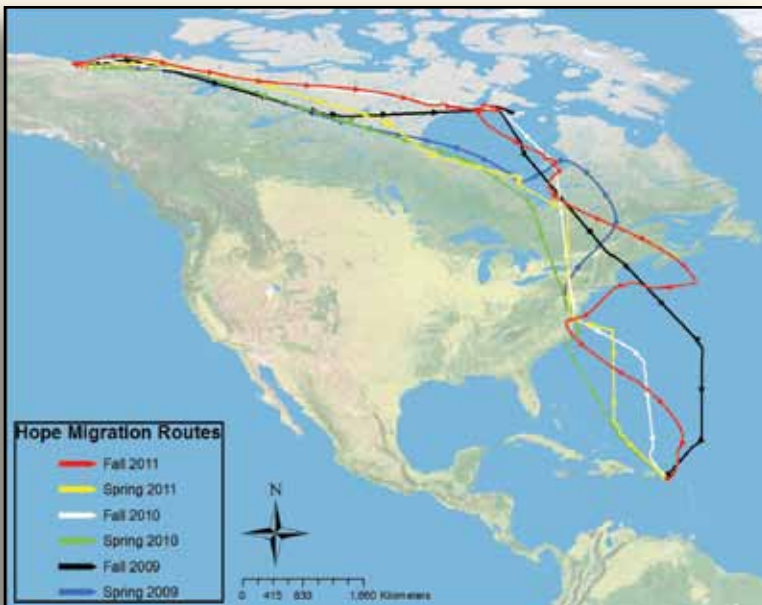 Hope Migration Routes
Fall 2011
Spring 2011
Fall 2010
Spring 2010
Fall 2009
Spring 2009
N
0 415 830 1,660 Kilometers